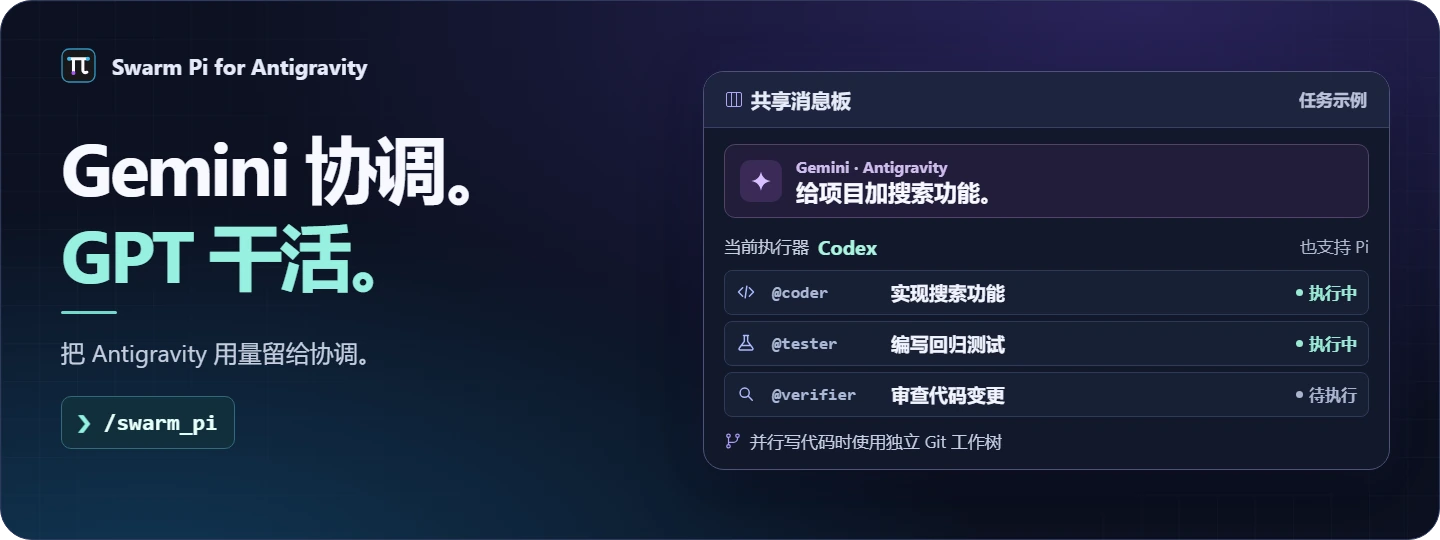 Swarm Pi for Antigravity
Gemini 协调。
GPT 干活。
把 Antigravity 用量留给协调。
❯ /swarm_pi
共享消息板
任务示例
Gemini · Antigravity
给项目加搜索功能。
当前执行器 Codex
也支持 Pi
@coder 实现搜索功能 执行中
@tester 编写回归测试 执行中
@verifier 审查代码变更 待执行
并行写代码时使用独立 Git 工作树